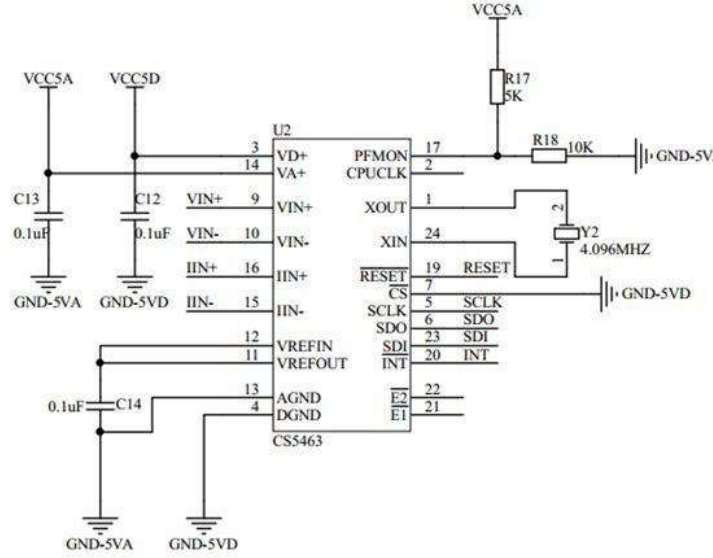 VCC5A
VCC5A
VCC5D
R17
5K
U2
R18
10K
GND-5VA
3
VD+
PFMON
17
14
VA+
CPUCLK
2
C13
0.1uF
C12
0.1uF
VIN+
9
VIN+
XOUT
1
2
Y2
4.096MHZ
1
VIN-
10
VIN-
XIN
24
IIN+
16
IIN+
RESET
19
RESET
7
CS
GND-5VD
IIN-
15
IIN-
SCLK
5
SCLK
SDO
6
SDO
GND-5VA
GND-5VD
12
VREFIN
SDI
23
SDI
11
VREFOUT
INT
20
INT
0.1uF
C14
13
AGND
E2
22
4
DGND
E1
21
CS5463
GND-5VA
GND-5VD